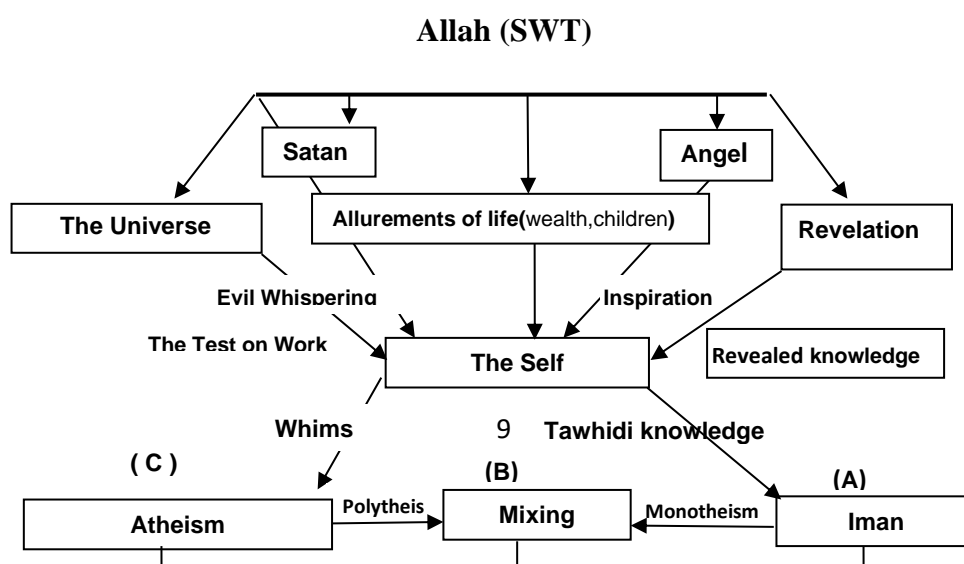 Allah (SWT)
Satan
Angel
The Universe
Allurements of life(wealth,children)
Revelation
Evil Whispering
Inspiration
The Test on Work
The Self
Revealed knowledge
Whims
9
Tawhidi knowledge
( C )
(B)
(A)
Atheism
Polytheis
Mixing
Monotheism
Iman